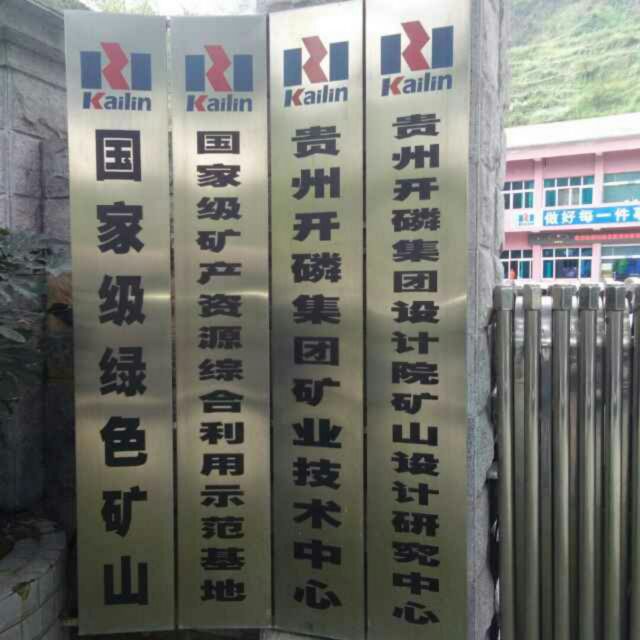 Kailin
国家级绿色矿山
Kailin
国家级矿产资源综合利用示范基地
Kailin
贵州开磷集团矿业技术中心
Kailin
贵州开磷集团设计院矿山设计研究中心
做好每一件